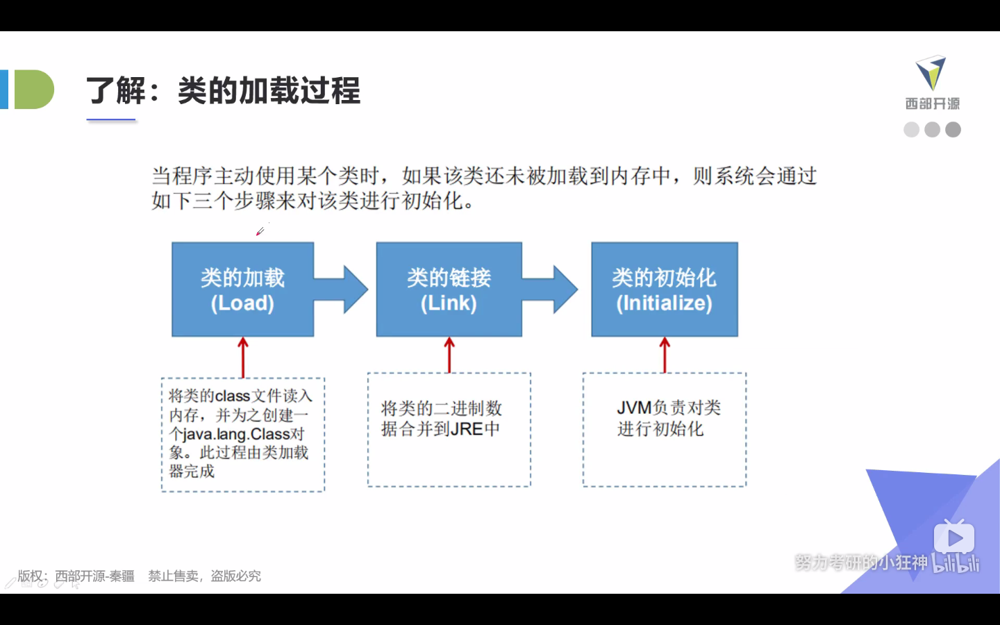 了解：类的加载过程
西部开源
当程序主动使用某个类时，如果该类还未被加载到内存中，则系统会通过
如下三个步骤来对该类进行初始化。
类的加载
(Load)
类的链接
(Link)
类的初始化
(Initialize)
将类的class文件读入
内存，并为之创建一
个java.lang.Class对
象。此过程由类加载
器完成
将类的二进制数
据合并到JRE中
JVM负责对类
进行初始化
努力考研的小狂神
bilibili
版权：西部开源-秦疆 禁止售卖，盗版必究